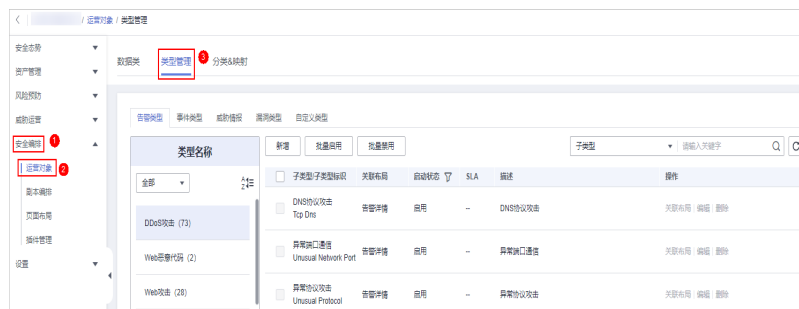 / 运营对象 / 类型管理
安全态势
资产管理
风险预防
威胁运营
安全编排 1
运营对象 2
剧本编排
页面布局
插件管理
设置
数据类 类型管理 3 分类&映射
告警类型 事件类型 威胁情报 漏洞类型 自定义类型
类型名称
全部
DDoS攻击 (73)
Web恶意代码 (2)
Web攻击 (28)
新增 批量启用 批量禁用 子类型 请输入关键字
子类型/子类型标识 关联布局 启动状态 SLA 描述 操作
DNS协议攻击
Tcp Dns 告警详情 启用 -- DNS协议攻击 关联布局 编辑 删除
异常端口通信
Unusual Network Port 告警详情 启用 -- 异常端口通信 关联布局 编辑 删除
异常协议攻击
Unusual Protocol 告警详情 启用 -- 异常协议攻击 关联布局 编辑 删除